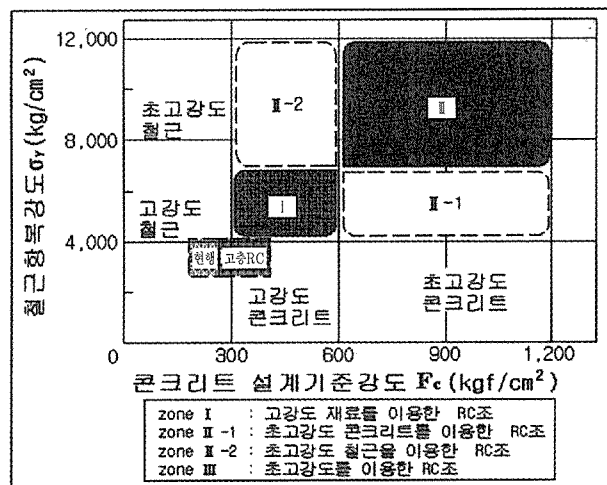 철근항복강도 σy (kg/cm²)
12,000
8,000
4,000
0
초고강도
철근
고강도
철근
Ⅱ-2
Ⅲ
Ⅰ
Ⅱ-1
현행
고층RC
고강도
콘크리트
초고강도
콘크리트
300
600
900
1,200
콘크리트 설계기준강도 Fc (kgf/cm²)
zone Ⅰ : 고강도 재료를 이용한 RC조
zone Ⅱ-1 : 초고강도 콘크리트를 이용한 RC조
zone Ⅱ-2 : 초고강도 철근을 이용한 RC조
zone Ⅲ : 초고강도를 이용한 RC조